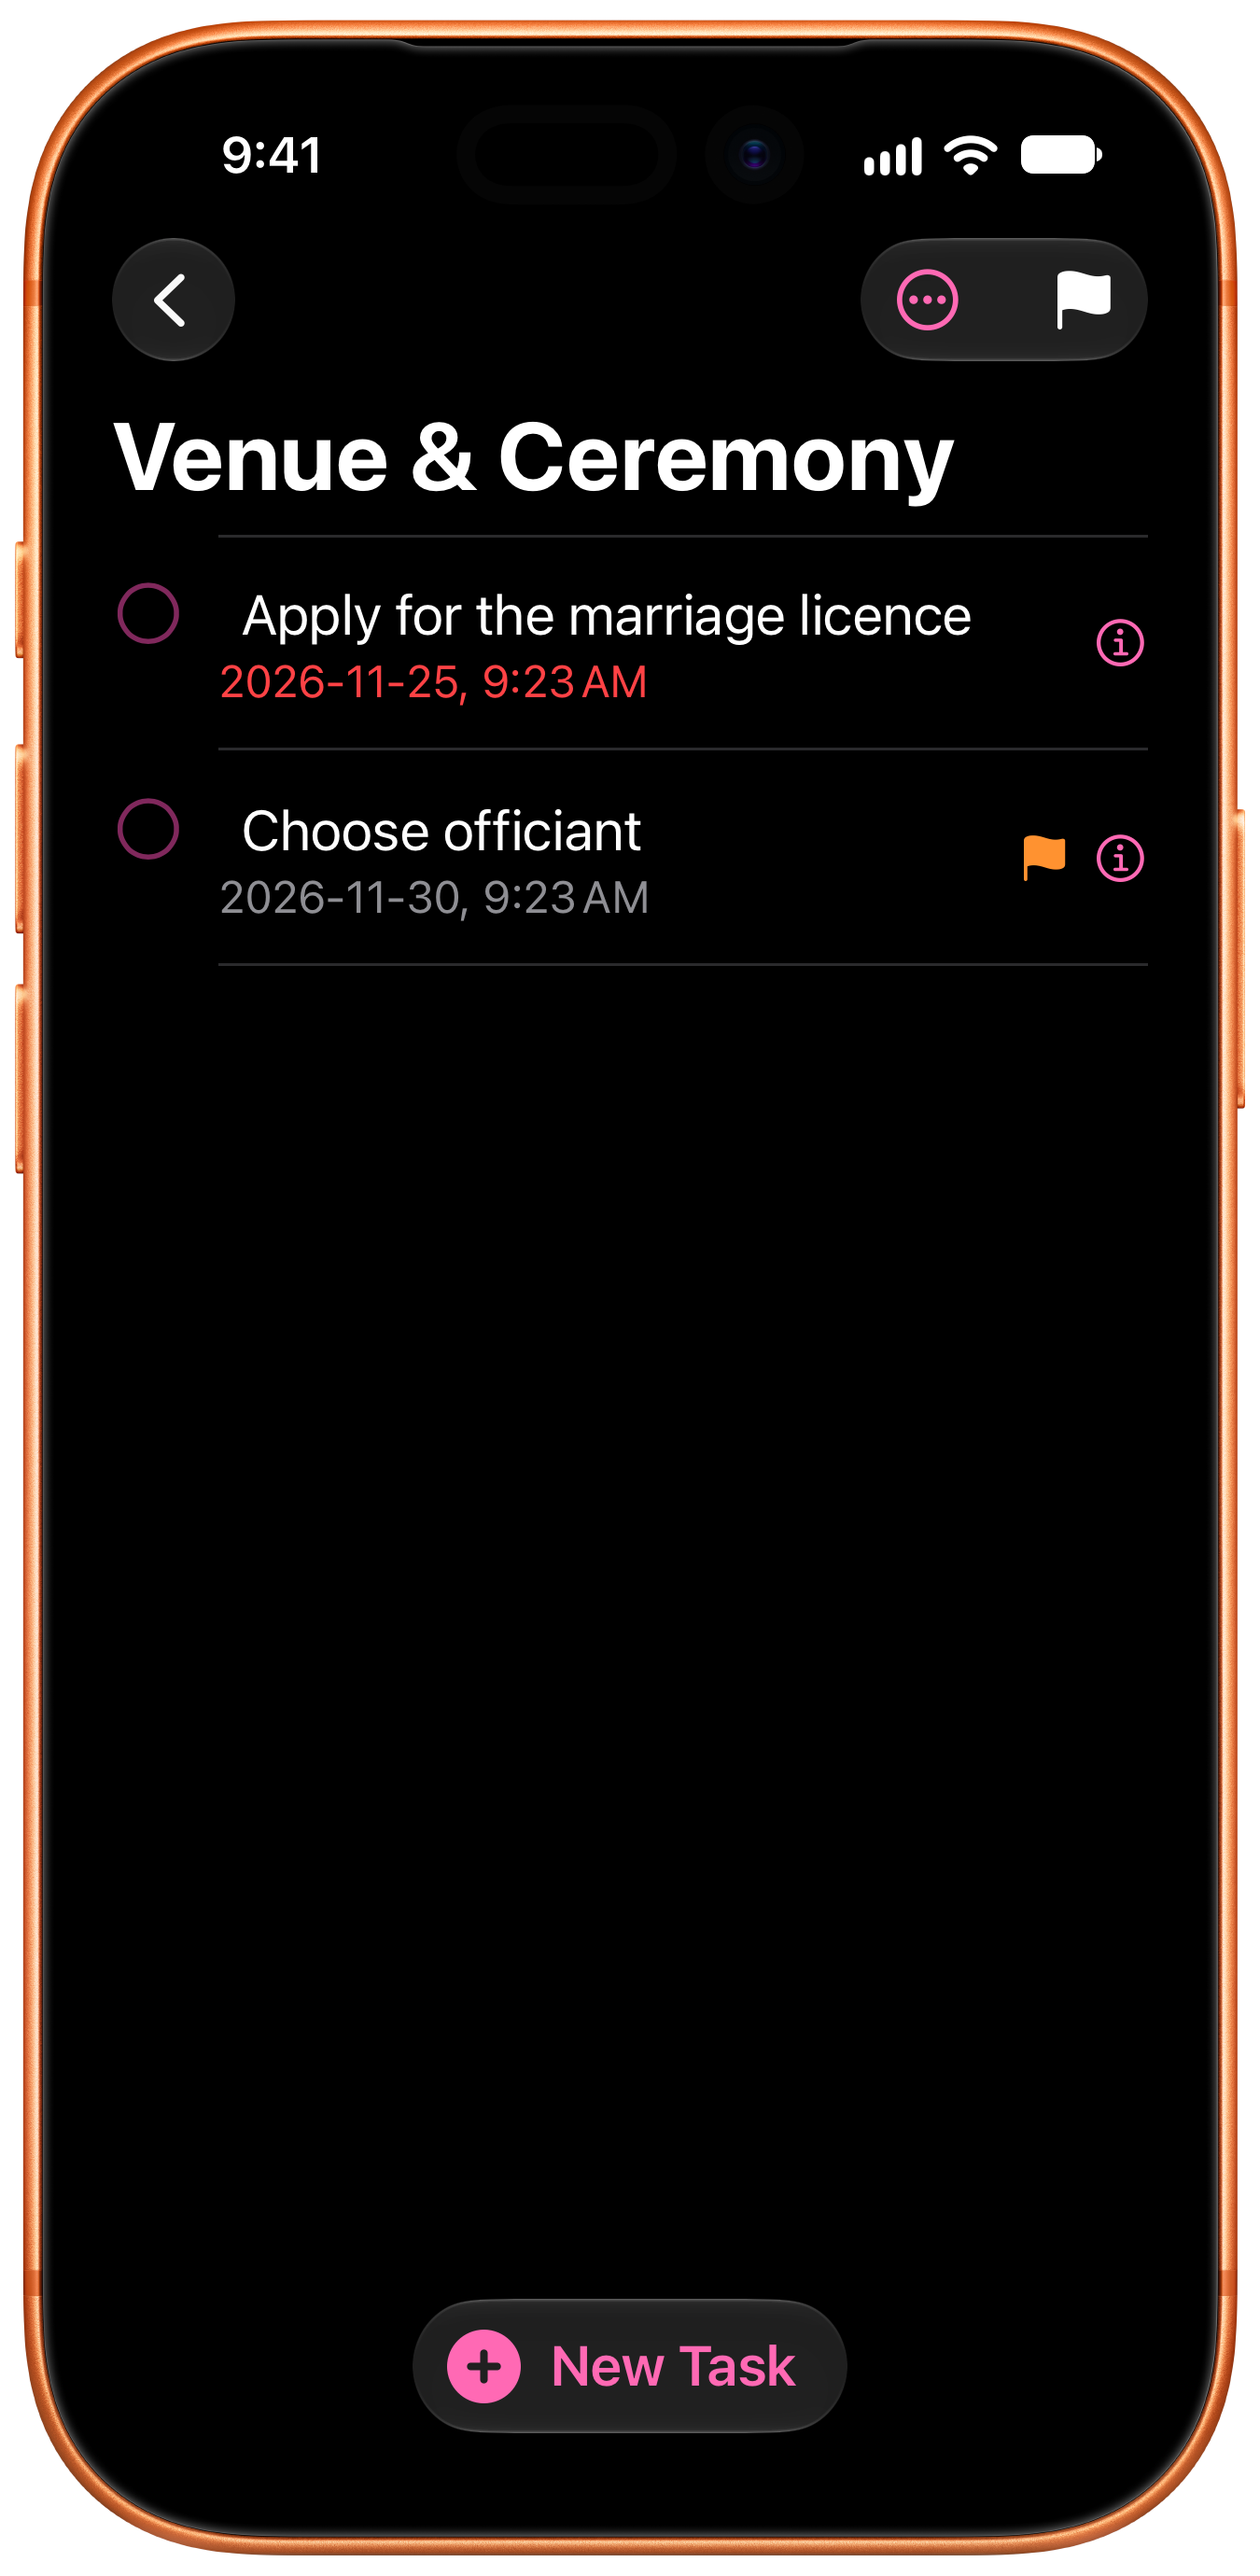 9:41
Venue & Ceremony
Apply for the marriage licence
2026-11-25, 9:23 AM
Choose officiant
2026-11-30, 9:23 AM
New Task